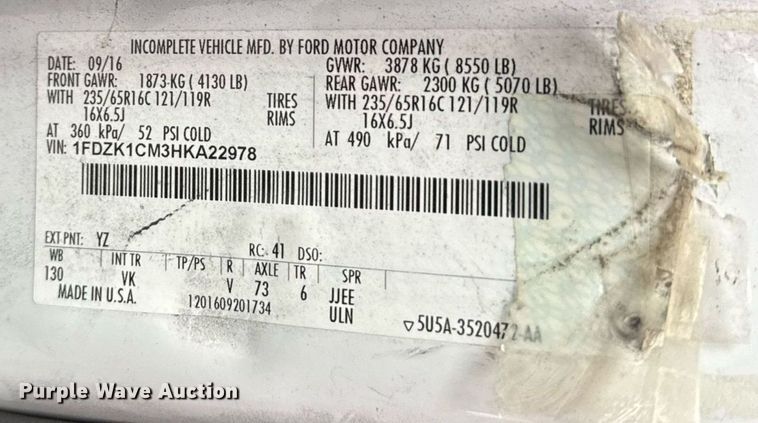 INCOMPLETE VEHICLE MFD. BY FORD MOTOR COMPANY
DATE: 09/16 GVWR: 3878 KG ( 8550 LB)
FRONT GAWR: 1873 KG ( 4130 LB) REAR GAWR: 2300 KG ( 5070 LB)
WITH 235/65R16C 121/119R TIRES WITH 235/65R16C 121/119R TIRES
16X6.5J RIMS 16X6.5J RIMS
AT 360 kPa/ 52 PSI COLD AT 490 kPa/ 71 PSI COLD
VIN: 1FDZK1CM3HKA22978
EXT PNT: YZ RC: 41 DSO:
WB INT TR TP/PS R AXLE TR SPR
130 VK V 73 6 JJEE
MADE IN U.S.A. 1201609201734 ULN ▽5U5A-3520472-AA
Purple Wave Auction